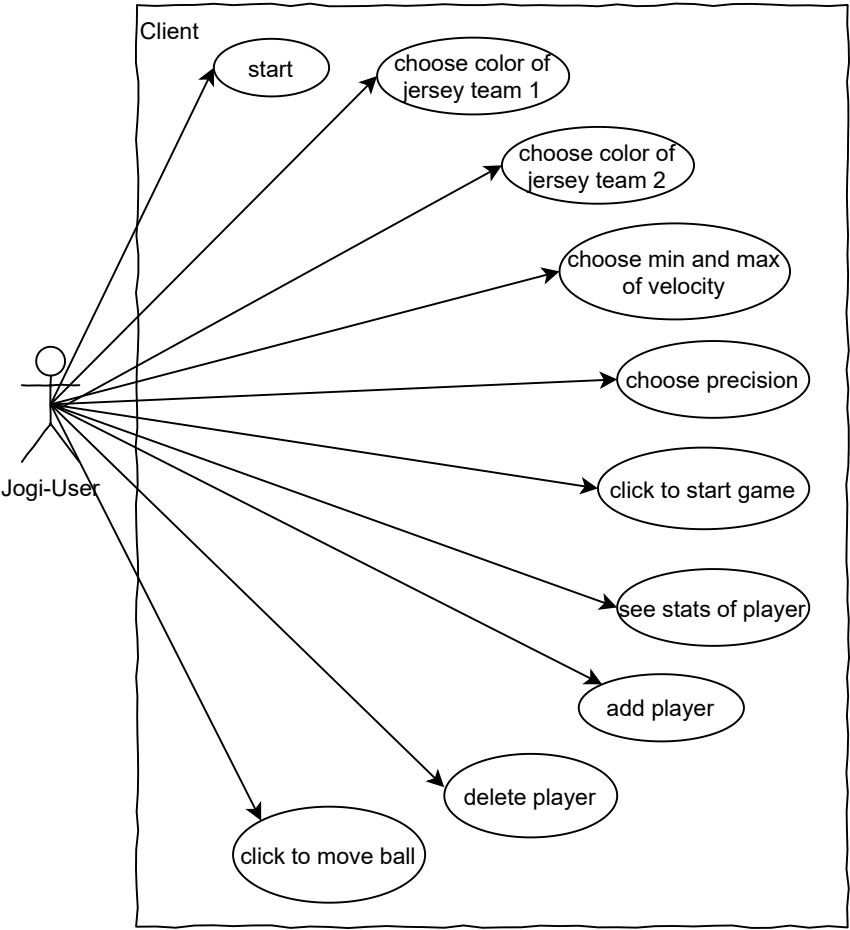 Client
start
choose color of
jersey team 1
choose color of
jersey team 2
choose min and max
of velocity
choose precision
click to start game
Jogi-User
see stats of player
add player
delete player
click to move ball